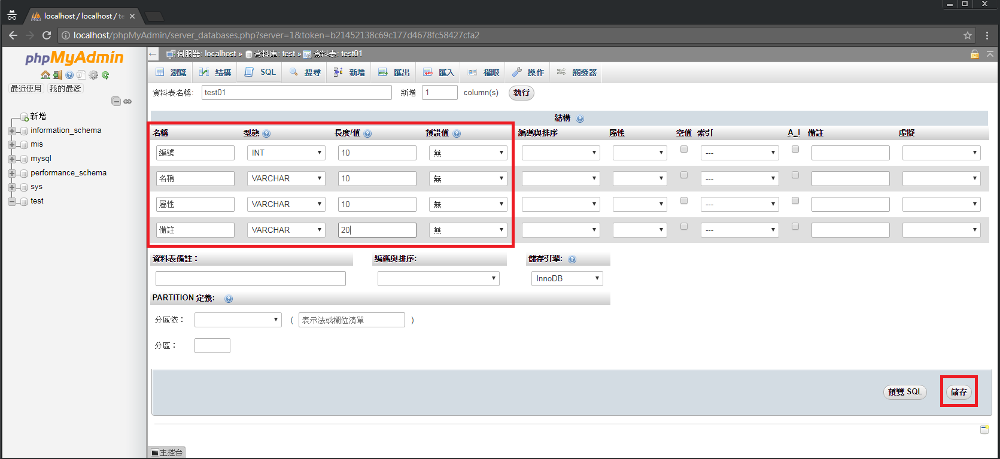 localhost / localhost / te
localhost/phpMyAdmin/server_databases.php?server=1&token=b21452138c69c177d4678fc58427cfa2
phpMyAdmin
最近使用 我的最愛
新增
information_schema
mis
mysql
performance_schema
sys
test
伺服器: localhost » 資料庫: test » 資料表: test01
瀏覽 結構 SQL 搜尋 新增 匯出 匯入 權限 操作 觸發器
資料表名稱: test01 新增 1 column(s) 執行
結構
名稱 型態 長度/值 預設值 編碼與排序 屬性 空值 索引 A_I 備註 虛擬
編號 INT 10 無 ---
名稱 VARCHAR 10 無 ---
屬性 VARCHAR 10 無 ---
備註 VARCHAR 20 無 ---
資料表備註： 編碼與排序: 儲存引擎:
InnoDB
PARTITION 定義:
分區依： ( 表示法或欄位清單 )
分區：
預覽 SQL 儲存
主控台